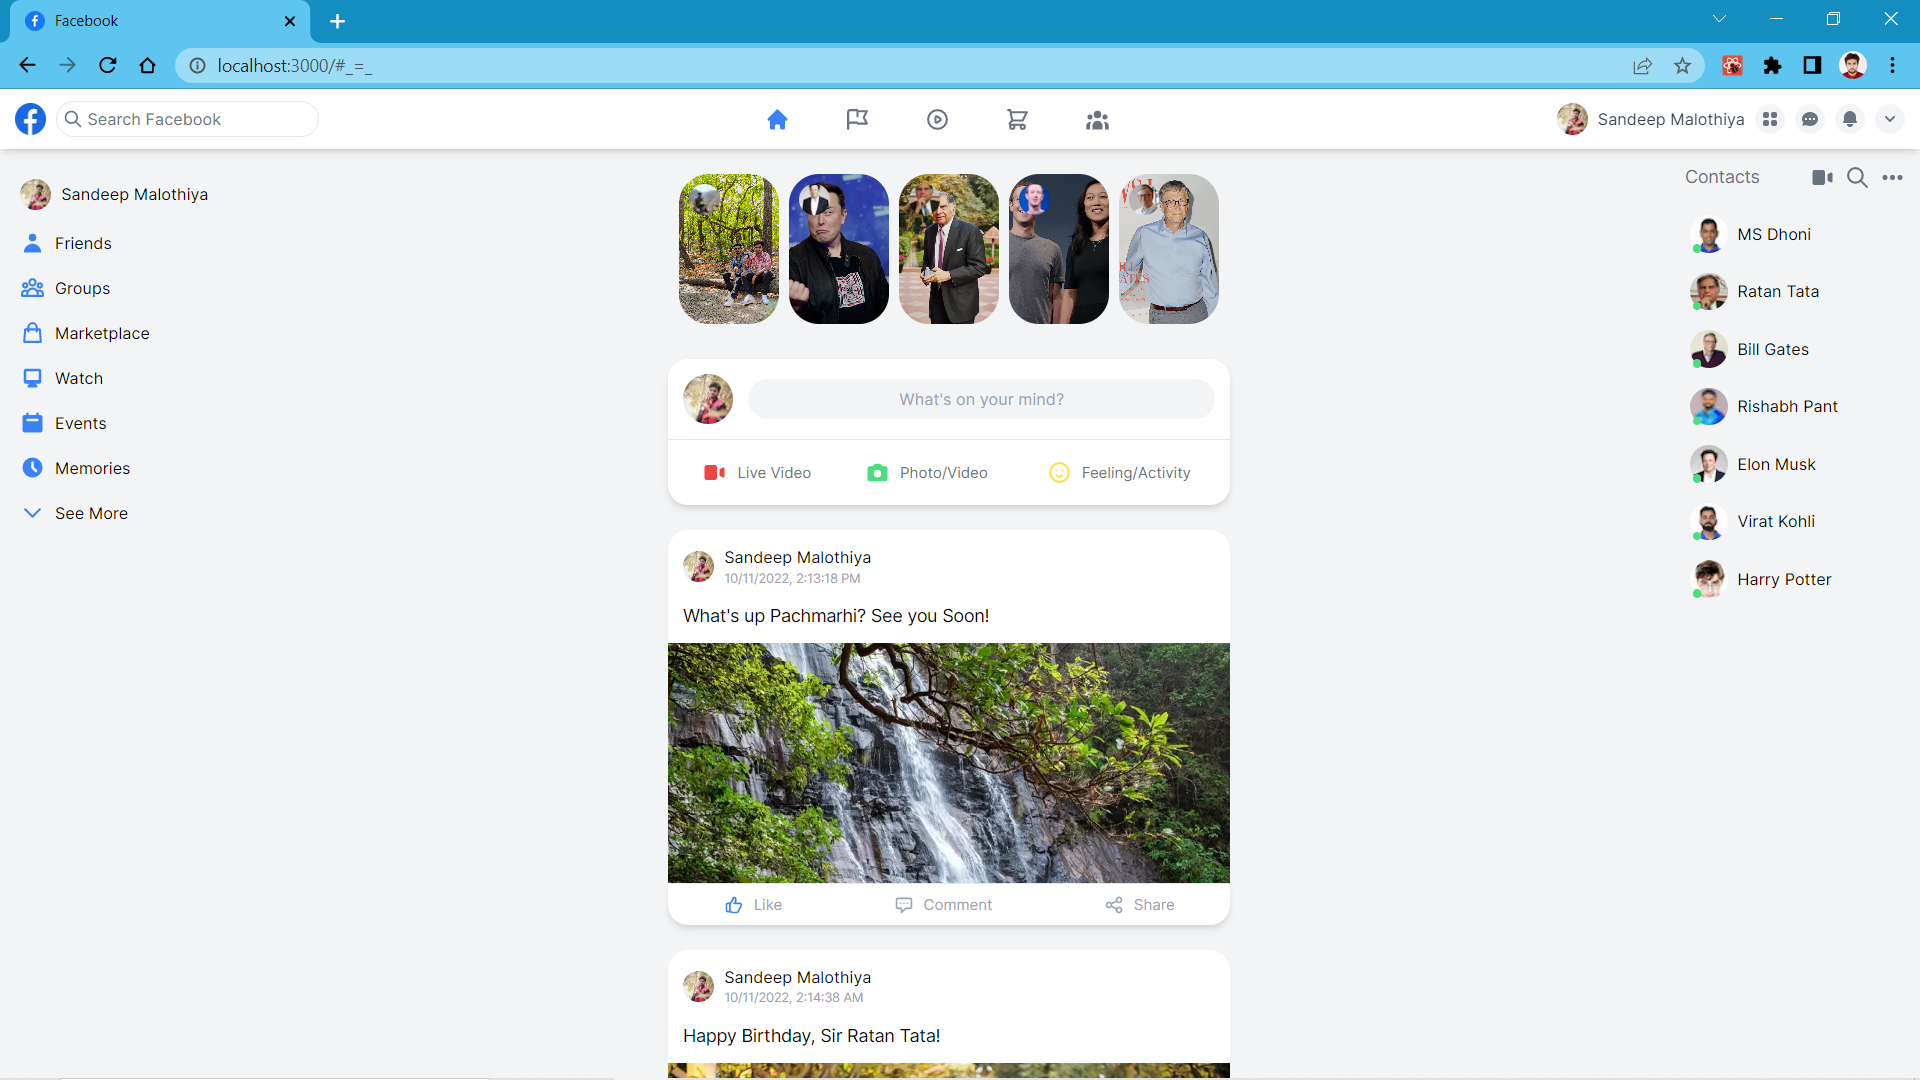 Facebook
localhost:3000/#_=_
Search Facebook
Sandeep Malothiya
Sandeep Malothiya
Friends
Groups
Marketplace
Watch
Events
Memories
See More
What's on your mind?
Live Video
Photo/Video
Feeling/Activity
Sandeep Malothiya
10/11/2022, 2:13:18 PM
What's up Pachmarhi? See you Soon!
Like
Comment
Share
Sandeep Malothiya
10/11/2022, 2:14:38 AM
Happy Birthday, Sir Ratan Tata!
Contacts
MS Dhoni
Ratan Tata
Bill Gates
Rishabh Pant
Elon Musk
Virat Kohli
Harry Potter